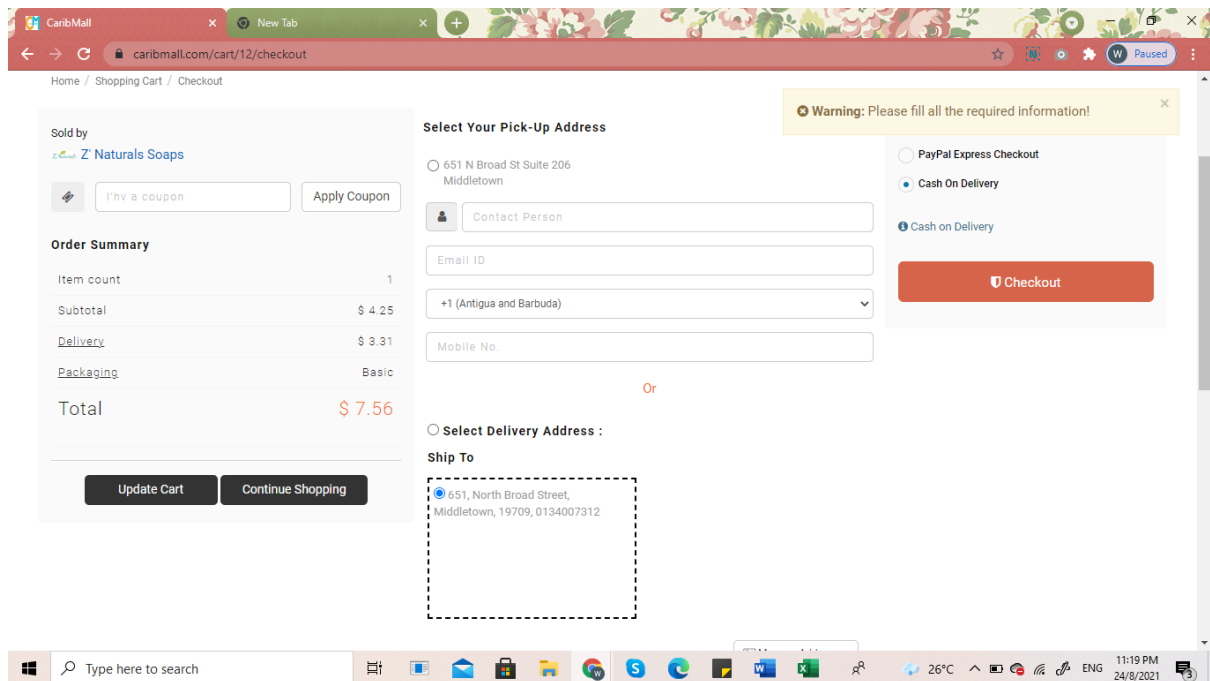 CaribMall
New Tab
caribmall.com/cart/12/checkout
W Paused
Home / Shopping Cart / Checkout
Warning: Please fill all the required information!
Sold by
Z' Naturals Soaps
I'hv a coupon
Apply Coupon
Order Summary
Item count 1
Subtotal $ 4.25
Delivery $ 3.31
Packaging Basic
Total $ 7.56
Update Cart
Continue Shopping
Select Your Pick-Up Address
651 N Broad St Suite 206
Middletown
Contact Person
Email ID
+1 (Antigua and Barbuda)
Mobile No.
Or
Select Delivery Address :
Ship To
651, North Broad Street,
Middletown, 19709, 0134007312
PayPal Express Checkout
Cash On Delivery
Cash on Delivery
Checkout
Type here to search
26°C
ENG
11:19 PM
24/8/2021
3